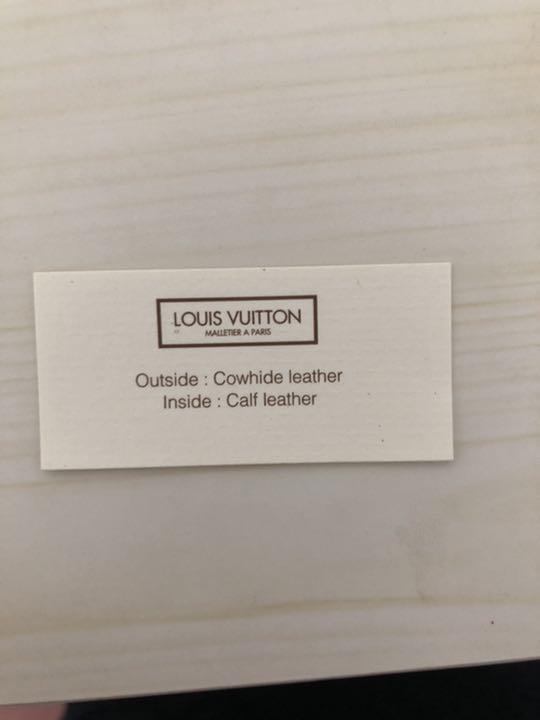 LOUIS VUITTON
MALLETIER A PARIS
Outside : Cowhide leather
Inside : Calf leather